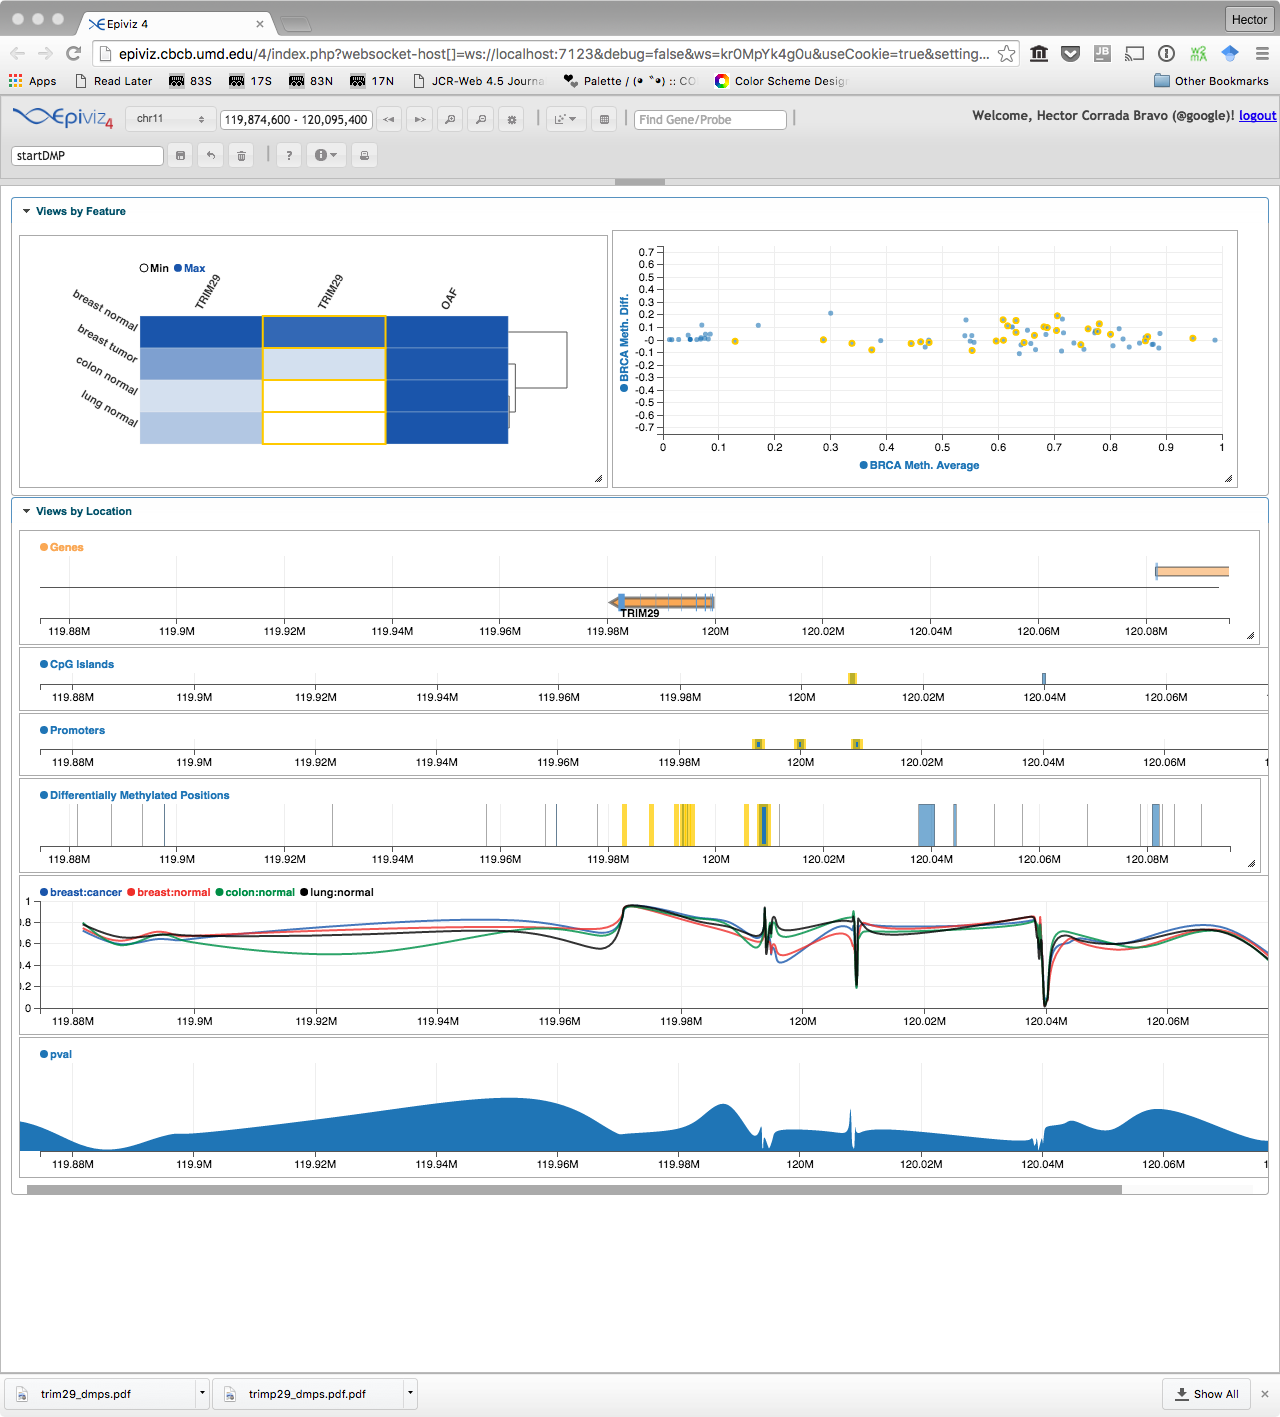 Epiviz 4
Hector
epiviz.cbcb.umd.edu/4/index.php?websocket-host[]=ws://localhost:7123&debug=false&ws=kr0MpYk4g0u&useCookie=true&setting...
Apps
Read Later
83S
17S
83N
17N
JCR-Web 4.5 Journa
Palette / :: CO
Color Scheme Desig
Other Bookmarks
Epiviz 4
chr11
119,874,600 - 120,095,400
Find Gene/Probe
Welcome, Hector Corrada Bravo (@google)! logout
startDMP
Views by Feature
Min Max
TRIM29 TRIM29 OAF
breast normal
breast tumor
colon normal
lung normal
BRCA Meth. Diff.
0.7
0.6
0.5
0.4
0.3
0.2
0.1
-0
-0.1
-0.2
-0.3
-0.4
-0.5
-0.6
-0.7
0 0.1 0.2 0.3 0.4 0.5 0.6 0.7 0.8 0.9 1
BRCA Meth. Average
Views by Location
Genes
TRIM29
119.88M 119.9M 119.92M 119.94M 119.96M 119.98M 120M 120.02M 120.04M 120.06M 120.08M
CpG Islands
119.88M 119.9M 119.92M 119.94M 119.96M 119.98M 120M 120.02M 120.04M 120.06M
Promoters
119.88M 119.9M 119.92M 119.94M 119.96M 119.98M 120M 120.02M 120.04M 120.06M 1
Differentially Methylated Positions
119.88M 119.9M 119.92M 119.94M 119.96M 119.98M 120M 120.02M 120.04M 120.06M 120.08M
breast:cancer breast:normal colon:normal lung:normal
1
.8
0.6
.4
.2
0
119.88M 119.9M 119.92M 119.94M 119.96M 119.98M 120M 120.02M 120.04M 120.06M
pval
119.88M 119.9M 119.92M 119.94M 119.96M 119.98M 120M 120.02M 120.04M 120.06M 1
trim29_dmps.pdf
trimp29_dmps.pdf.pdf
Show All